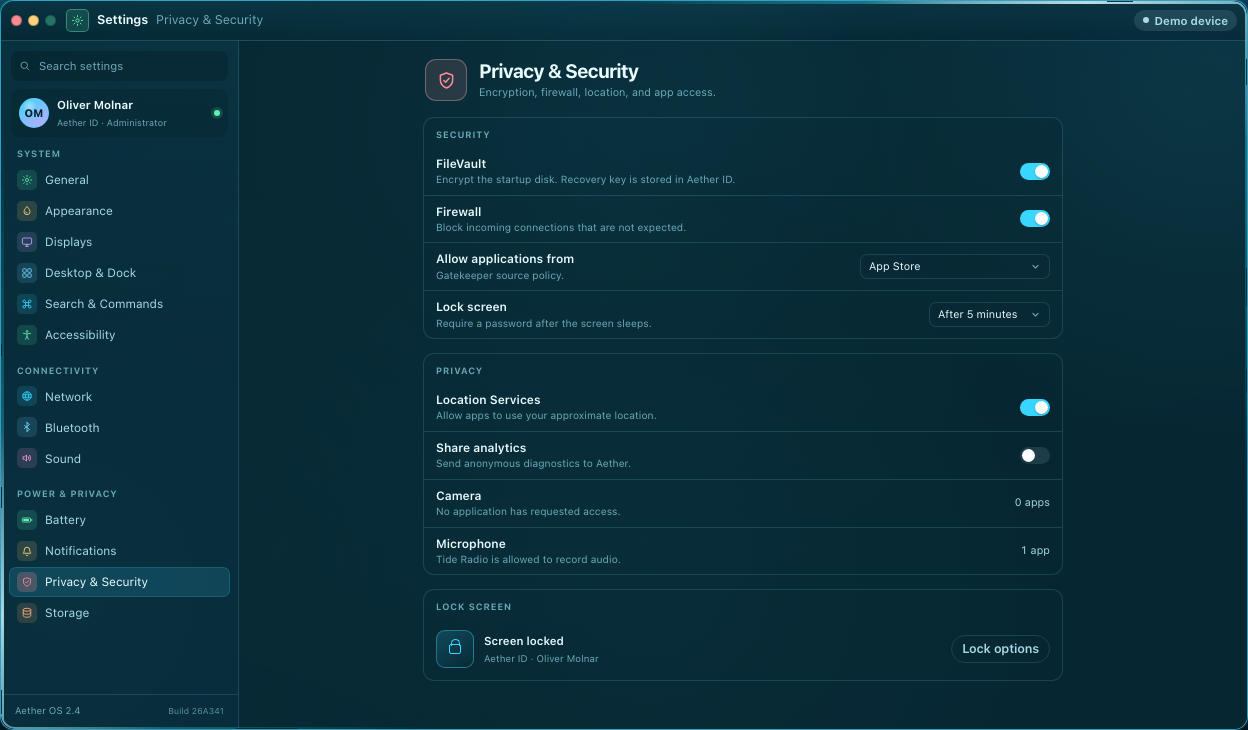 Settings Privacy & Security
Demo device
Search settings
OM
Oliver Molnar
Aether ID · Administrator
SYSTEM
General
Appearance
Displays
Desktop & Dock
Search & Commands
Accessibility
CONNECTIVITY
Network
Bluetooth
Sound
POWER & PRIVACY
Battery
Notifications
Privacy & Security
Storage
Aether OS 2.4
Build 26A341
Privacy & Security
Encryption, firewall, location, and app access.
SECURITY
FileVault
Encrypt the startup disk. Recovery key is stored in Aether ID.
Firewall
Block incoming connections that are not expected.
Allow applications from
Gatekeeper source policy.
App Store
Lock screen
Require a password after the screen sleeps.
After 5 minutes
PRIVACY
Location Services
Allow apps to use your approximate location.
Share analytics
Send anonymous diagnostics to Aether.
Camera
No application has requested access.
0 apps
Microphone
Tide Radio is allowed to record audio.
1 app
LOCK SCREEN
Screen locked
Aether ID · Oliver Molnar
Lock options